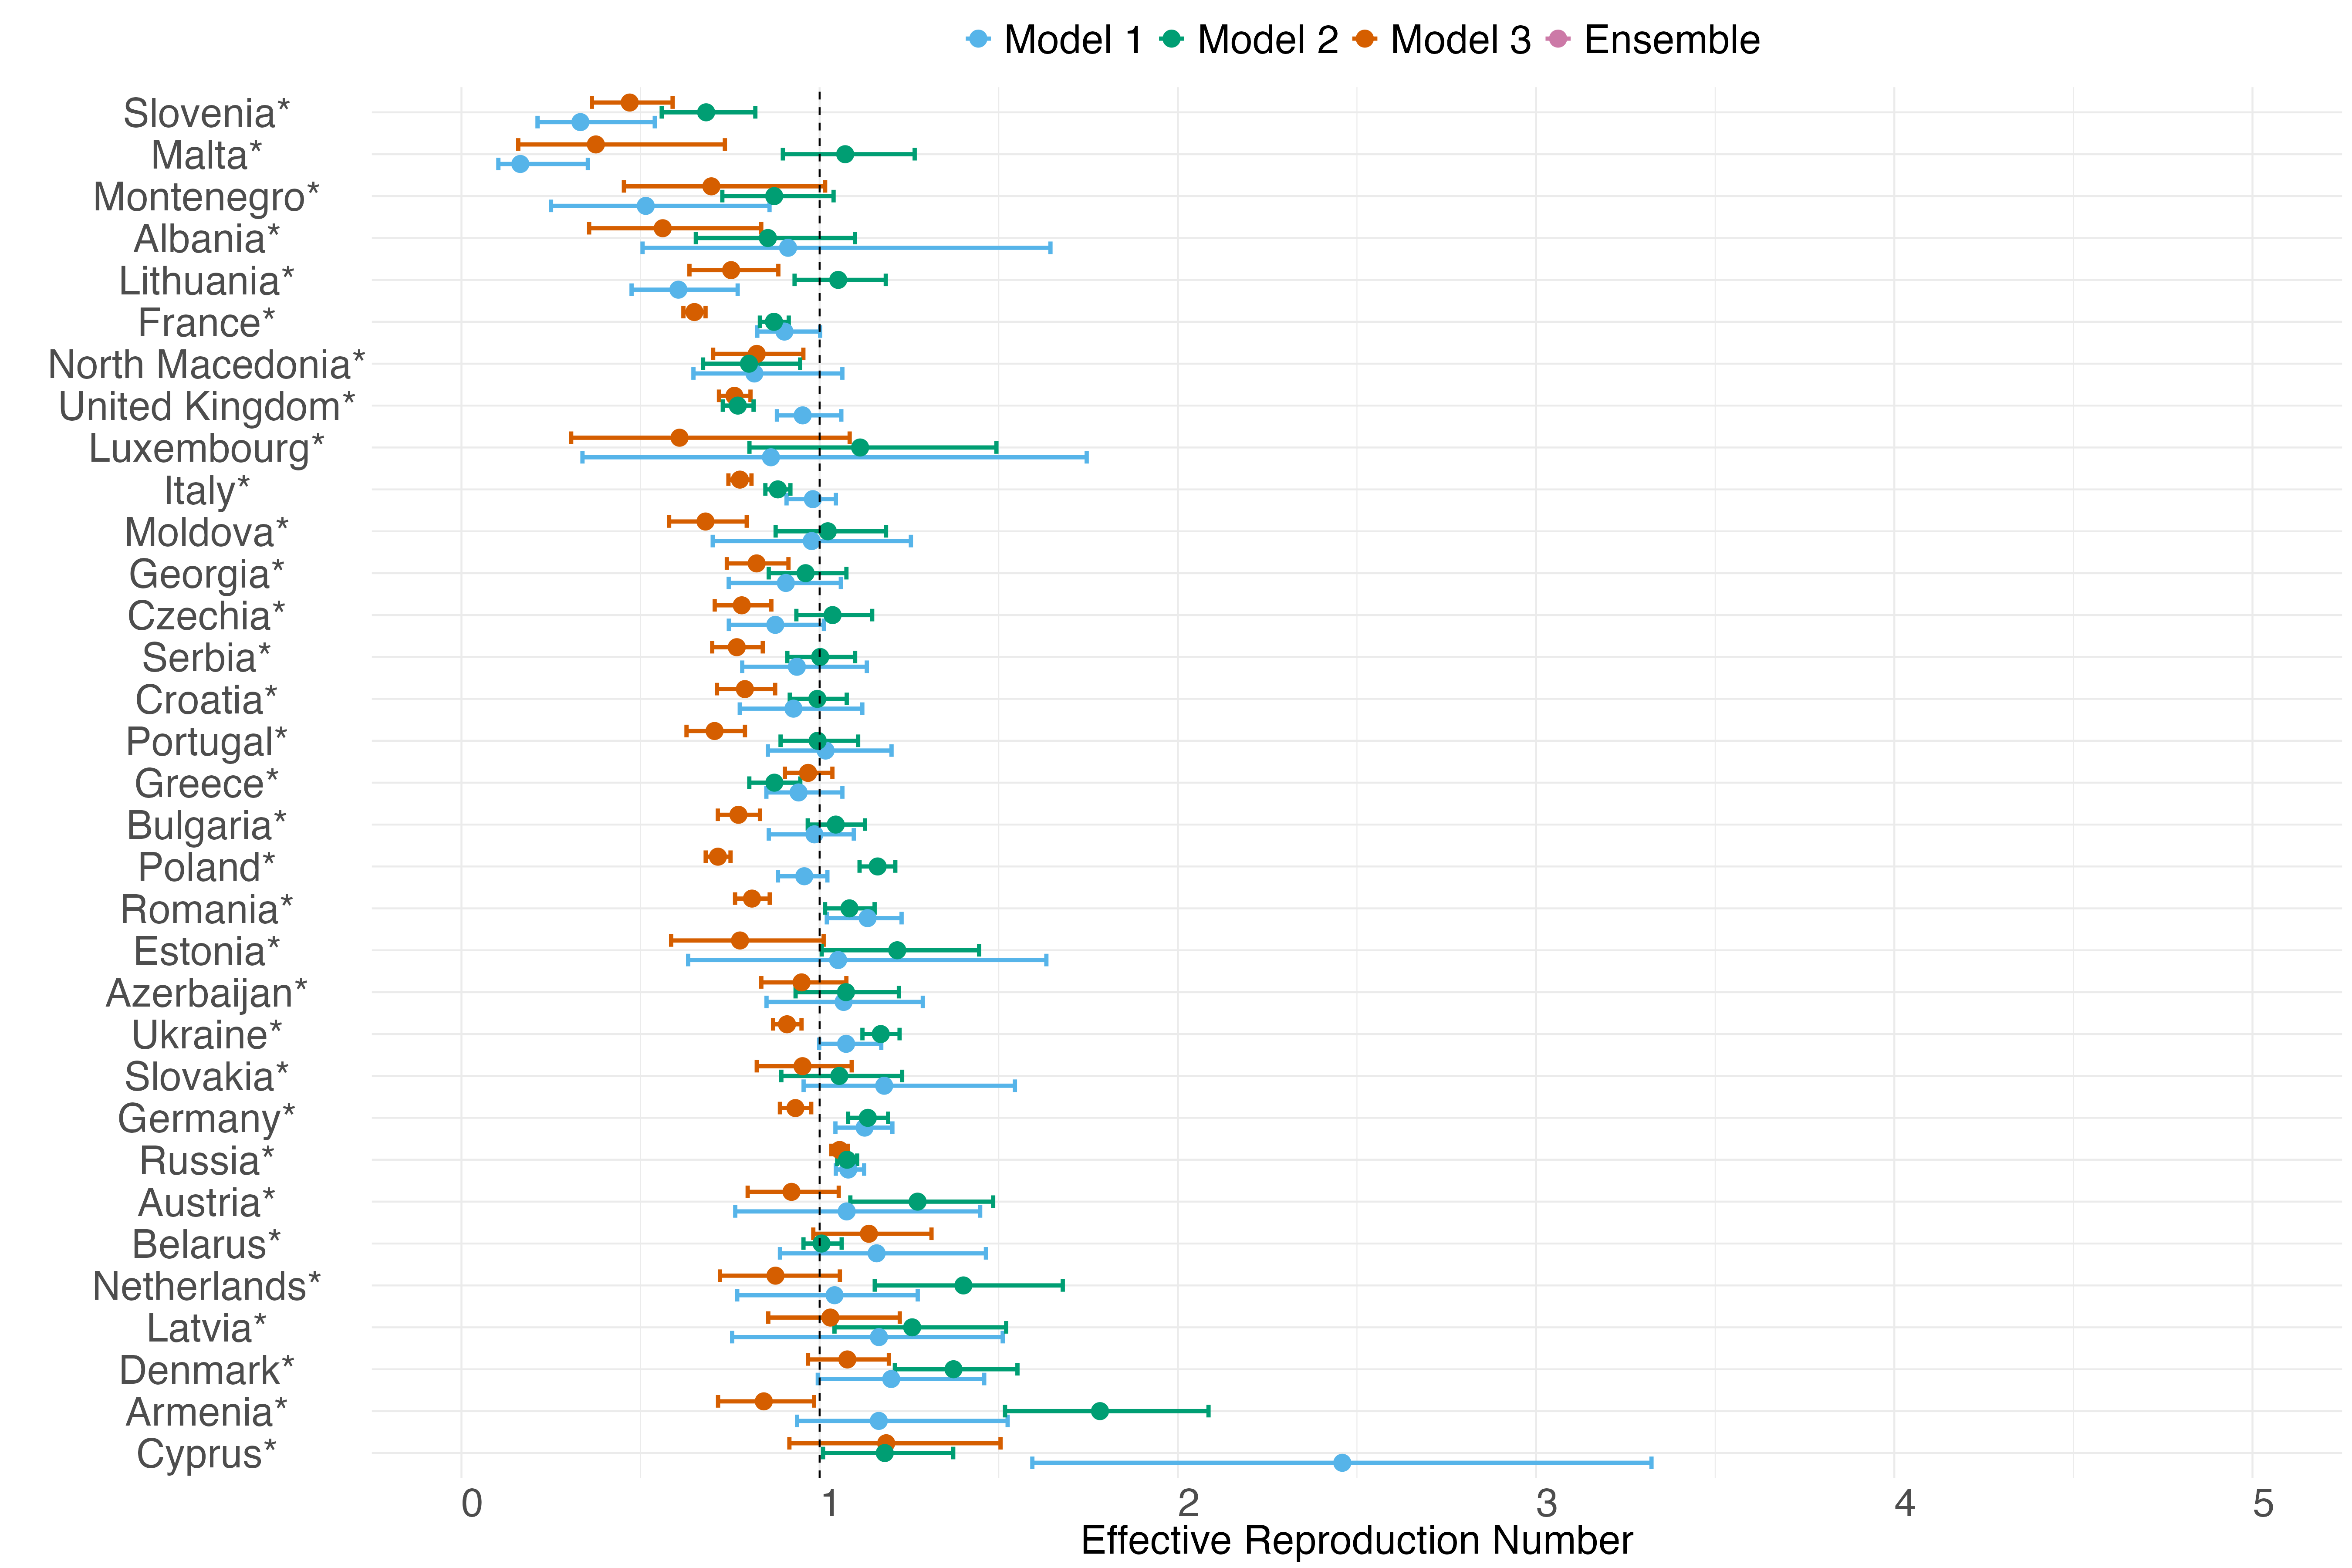 Model 1 Model 2 Model 3 Ensemble
Slovenia*
Malta*
Montenegro*
Albania*
Lithuania*
France*
North Macedonia*
United Kingdom*
Luxembourg*
Italy*
Moldova*
Georgia*
Czechia*
Serbia*
Croatia*
Portugal*
Greece*
Bulgaria*
Poland*
Romania*
Estonia*
Azerbaijan*
Ukraine*
Slovakia*
Germany*
Russia*
Austria*
Belarus*
Netherlands*
Latvia*
Denmark*
Armenia*
Cyprus*
0 1 2 3 4 5
Effective Reproduction Number